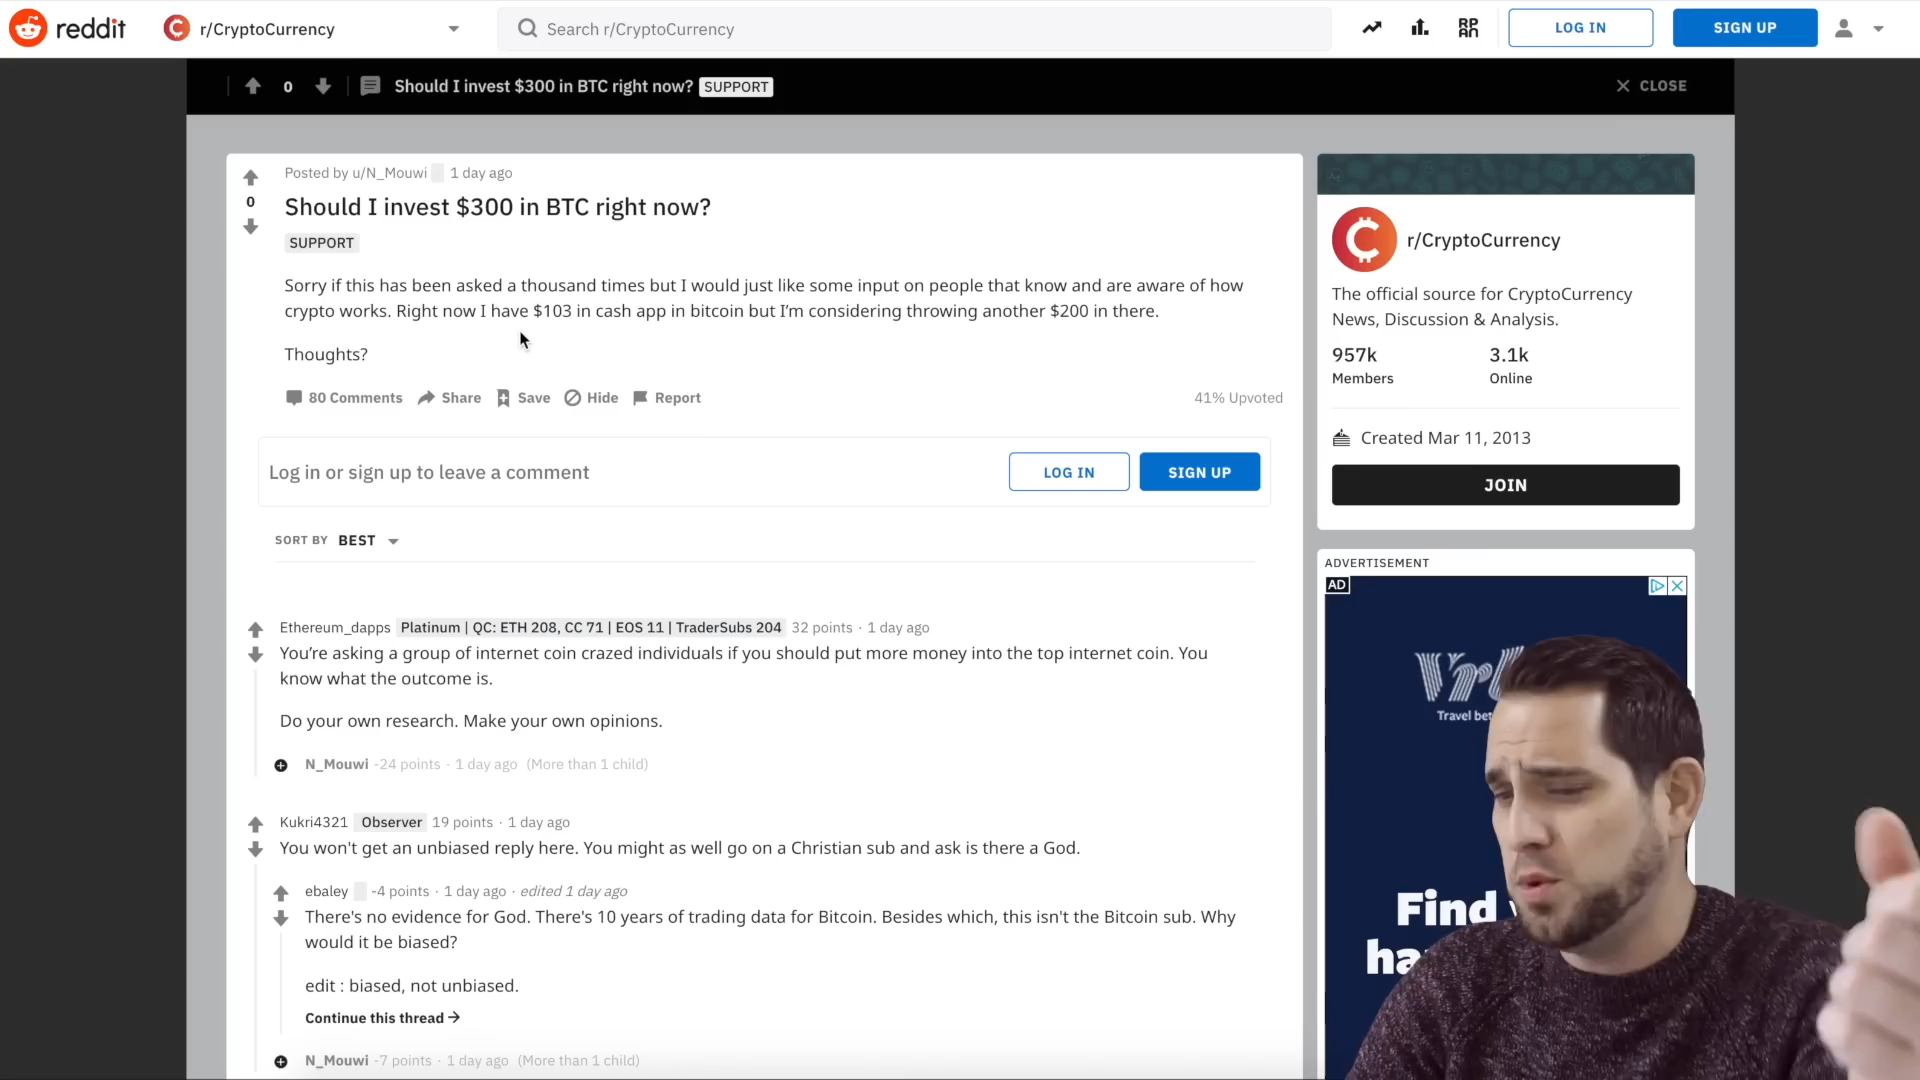 reddit
r/CryptoCurrency
Search r/CryptoCurrency
LOG IN
SIGN UP
0
Should I invest $300 in BTC right now? SUPPORT
CLOSE
Posted by u/N_Mouwi 1 day ago
0
Should I invest $300 in BTC right now?
SUPPORT
Sorry if this has been asked a thousand times but I would just like some input on people that know and are aware of how
crypto works. Right now I have $103 in cash app in bitcoin but I’m considering throwing another $200 in there.
Thoughts?
80 Comments Share Save Hide Report
41% Upvoted
Log in or sign up to leave a comment
LOG IN
SIGN UP
SORT BY BEST
Ethereum_dapps Platinum | QC: ETH 208, CC 71 | EOS 11 | TraderSubs 204 32 points · 1 day ago
You’re asking a group of internet coin crazed individuals if you should put more money into the top internet coin. You
know what the outcome is.
Do your own research. Make your own opinions.
N_Mouwi -24 points · 1 day ago (More than 1 child)
Kukri4321 Observer 19 points · 1 day ago
You won't get an unbiased reply here. You might as well go on a Christian sub and ask is there a God.
ebaley -4 points · 1 day ago · edited 1 day ago
There's no evidence for God. There's 10 years of trading data for Bitcoin. Besides which, this isn't the Bitcoin sub. Why
would it be biased?
edit : biased, not unbiased.
Continue this thread →
N_Mouwi -7 points · 1 day ago (More than 1 child)
r/CryptoCurrency
The official source for CryptoCurrency
News, Discussion & Analysis.
957k
Members
3.1k
Online
Created Mar 11, 2013
JOIN
ADVERTISEMENT
AD
Travel
Find